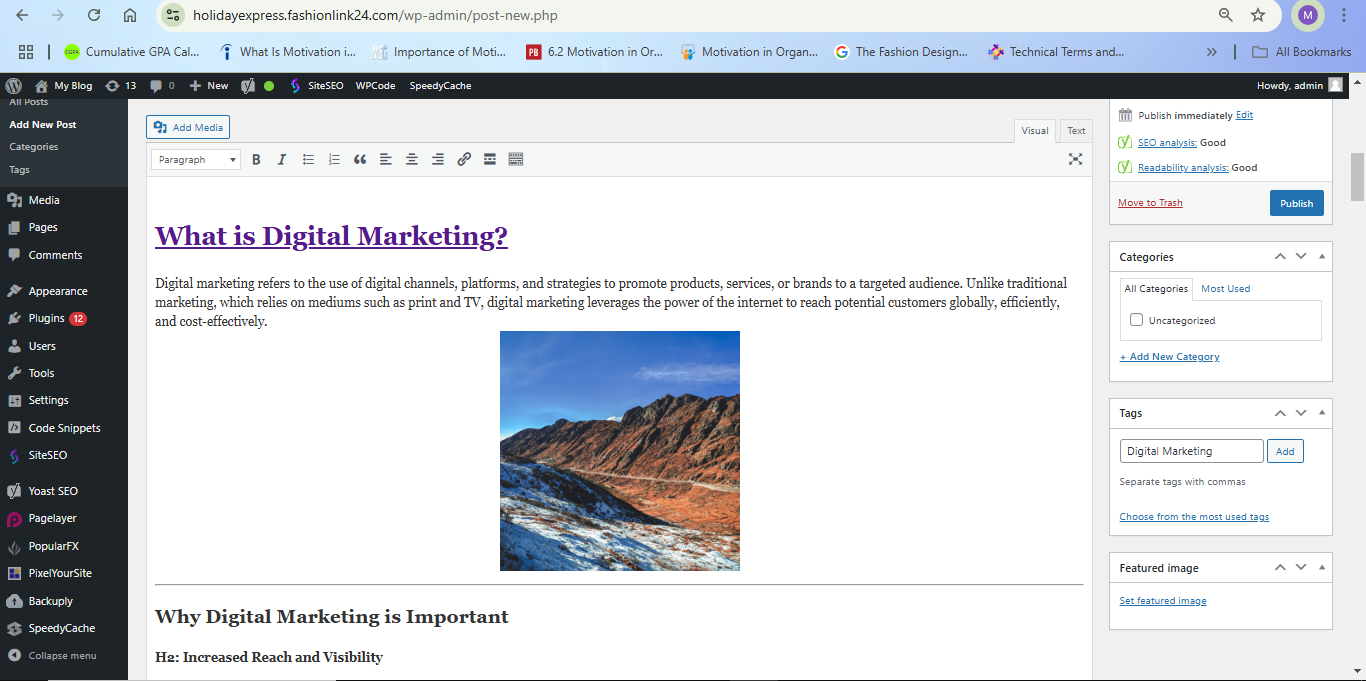 holidayexpress.fashionlink24.com/wp-admin/post-new.php
M
CGPA Cumulative GPA Cal... What Is Motivation i... Importance of Moti... PB 6.2 Motivation in Or... Motivation in Organ... The Fashion Design... Technical Terms and... » All Bookmarks
My Blog 13 0 New SiteSEO WPCode SpeedyCache Howdy, admin
All Posts
Add New Post
Categories
Tags
Media
Pages
Comments
Appearance
Plugins 12
Users
Tools
Settings
Code Snippets
SiteSEO
Yoast SEO
Pagelayer
PopularFX
PixelYourSite
Backuply
SpeedyCache
Collapse menu
Add Media
Visual Text
Paragraph B I
What is Digital Marketing?
Digital marketing refers to the use of digital channels, platforms, and strategies to promote products, services, or brands to a targeted audience. Unlike traditional
marketing, which relies on mediums such as print and TV, digital marketing leverages the power of the internet to reach potential customers globally, efficiently,
and cost-effectively.
Why Digital Marketing is Important
H2: Increased Reach and Visibility
Publish immediately Edit
SEO analysis: Good
Readability analysis: Good
Move to Trash Publish
Categories
All Categories Most Used
Uncategorized
+ Add New Category
Tags
Digital Marketing Add
Separate tags with commas
Choose from the most used tags
Featured image
Set featured image